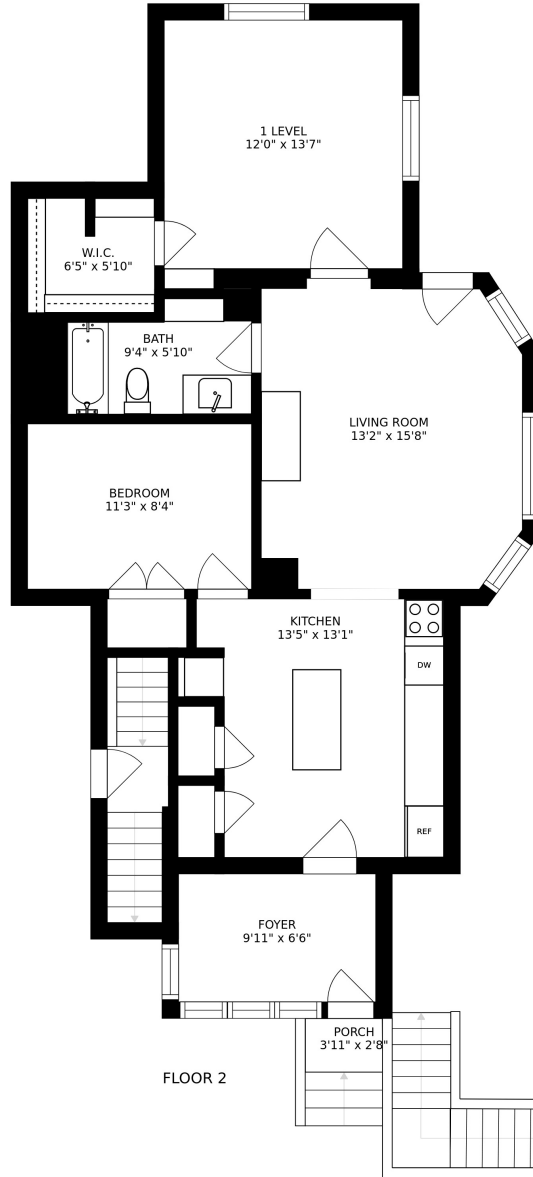 1 LEVEL
12'0" x 13'7"
W.I.C.
6'5" x 5'10"
BATH
9'4" x 5'10"
LIVING ROOM
13'2" x 15'8"
BEDROOM
11'3" x 8'4"
KITCHEN
13'5" x 13'1"
DW
REF
FOYER
9'11" x 6'6"
PORCH
3'11" x 2'8"
FLOOR 2